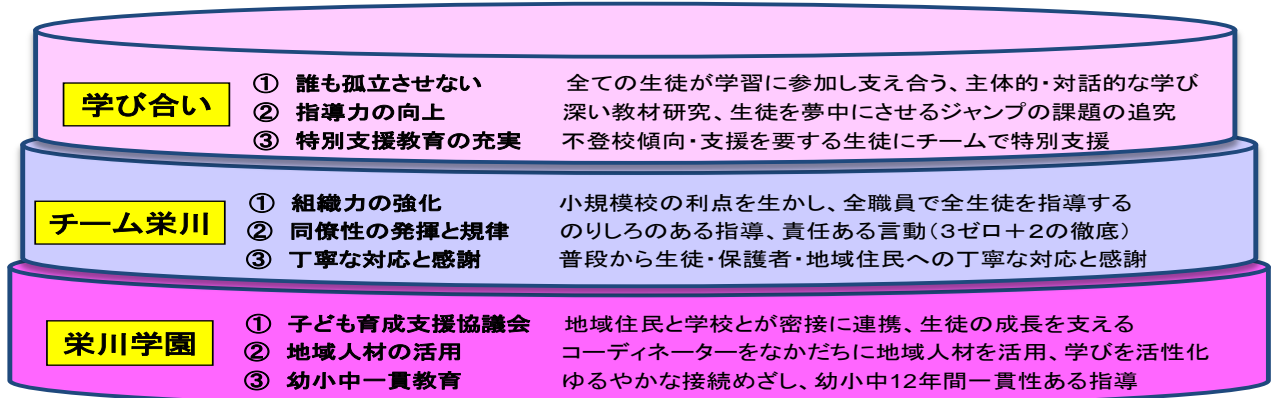 学び合い
① 誰も孤立させない 全ての生徒が学習に参加し支え合う、主体的・対話的な学び
② 指導力の向上 深い教材研究、生徒を夢中にさせるジャンプの課題の追究
③ 特別支援教育の充実 不登校傾向・支援を要する生徒にチームで特別支援
チーム栄川
① 組織力の強化 小規模校の利点を生かし、全職員で全生徒を指導する
② 同僚性の発揮と規律 のりしろのある指導、責任ある言動(3ゼロ+2の徹底)
③ 丁寧な対応と感謝 普段から生徒・保護者・地域住民への丁寧な対応と感謝
栄川学園
① 子ども育成支援協議会 地域住民と学校とが密接に連携、生徒の成長を支える
② 地域人材の活用 コーディネーターをなかだちに地域人材を活用、学びを活性化
③ 幼小中一貫教育 ゆるやかな接続めざし、幼小中12年間一貫性ある指導